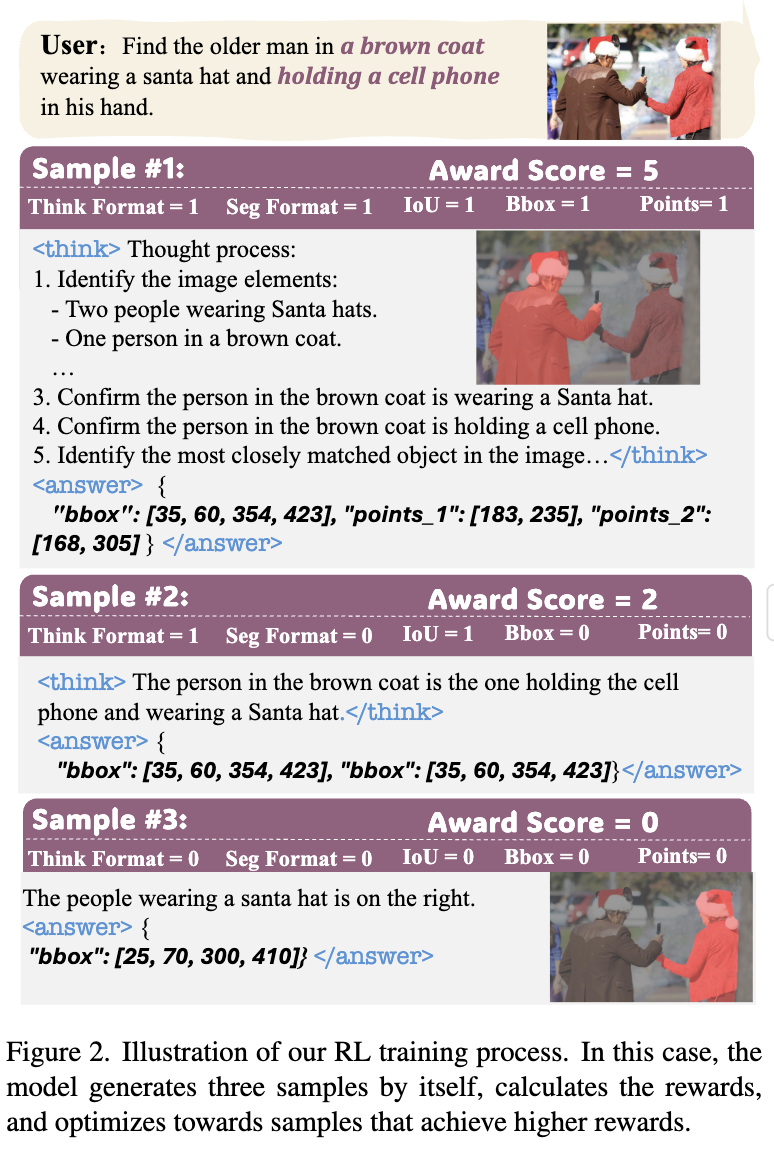 User：Find the older man in a brown coat
wearing a santa hat and holding a cell phone
in his hand.
Sample #1:
Award Score = 5
Think Format = 1 Seg Format = 1 IoU = 1 Bbox = 1 Points= 1
<think> Thought process:
1. Identify the image elements:
- Two people wearing Santa hats.
- One person in a brown coat.
…
3. Confirm the person in the brown coat is wearing a Santa hat.
4. Confirm the person in the brown coat is holding a cell phone.
5. Identify the most closely matched object in the image…</think>
<answer> {
"bbox": [35, 60, 354, 423], "points_1": [183, 235], "points_2":
[168, 305] } </answer>
Sample #2:
Award Score = 2
Think Format = 1 Seg Format = 0 IoU = 1 Bbox = 0 Points= 0
<think> The person in the brown coat is the one holding the cell
phone and wearing a Santa hat.</think>
<answer> {
"bbox": [35, 60, 354, 423], "bbox": [35, 60, 354, 423]}</answer>
Sample #3:
Award Score = 0
Think Format = 0 Seg Format = 0 IoU = 0 Bbox = 0 Points= 0
The people wearing a santa hat is on the right.
<answer> {
"bbox": [25, 70, 300, 410]} </answer>
Figure 2. Illustration of our RL training process. In this case, the
model generates three samples by itself, calculates the rewards,
and optimizes towards samples that achieve higher rewards.